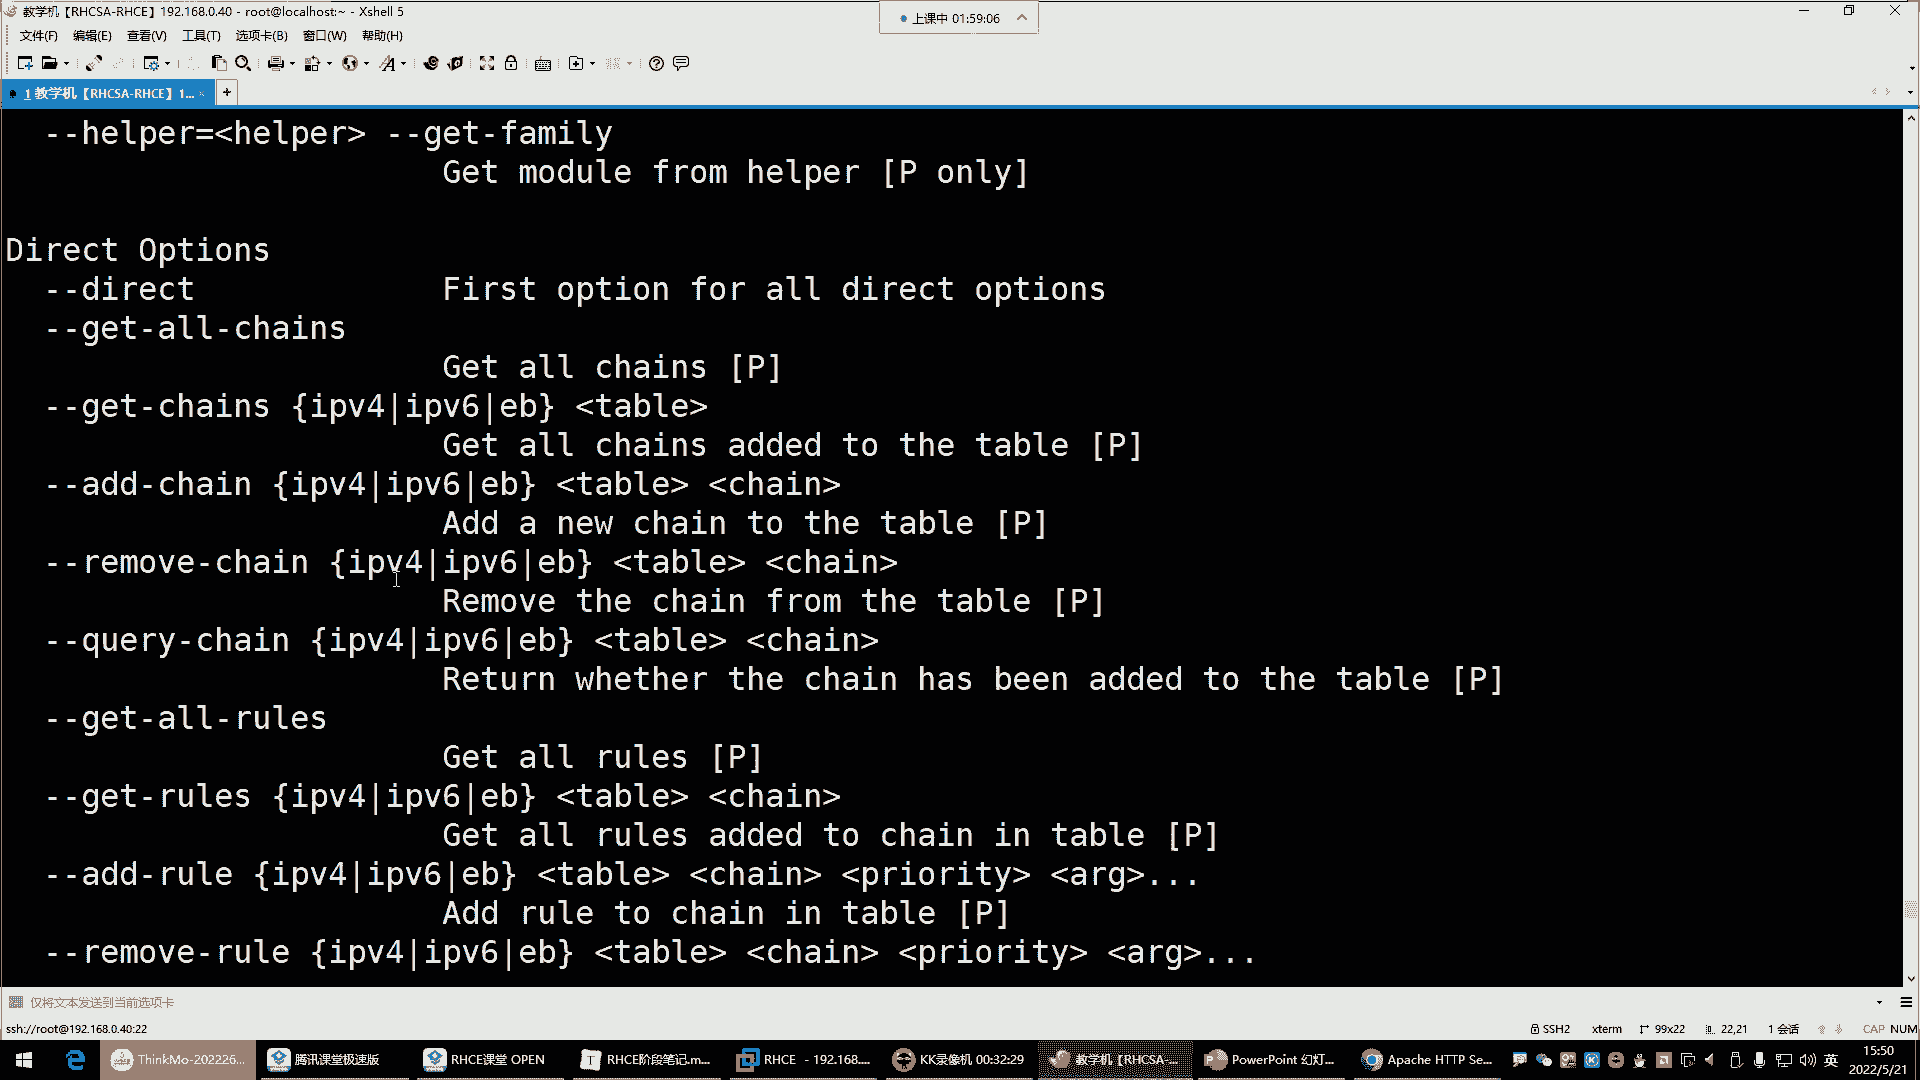 教学机【RHCSA-RHCE】192.168.0.40 - root@localhost:~ - Xshell 5
上课中 01:59:06
文件(F) 编辑(E) 查看(V) 工具(T) 选项卡(B) 窗口(W) 帮助(H)
1 教学机【RHCSA-RHCE】1...
--helper=<helper> --get-family
Get module from helper [P only]
Direct Options
--direct First option for all direct options
--get-all-chains
Get all chains [P]
--get-chains {ipv4|ipv6|eb} <table>
Get all chains added to the table [P]
--add-chain {ipv4|ipv6|eb} <table> <chain>
Add a new chain to the table [P]
--remove-chain {ipv4|ipv6|eb} <table> <chain>
Remove the chain from the table [P]
--query-chain {ipv4|ipv6|eb} <table> <chain>
Return whether the chain has been added to the table [P]
--get-all-rules
Get all rules [P]
--get-rules {ipv4|ipv6|eb} <table> <chain>
Get all rules added to chain in table [P]
--add-rule {ipv4|ipv6|eb} <table> <chain> <priority> <arg>...
Add rule to chain in table [P]
--remove-rule {ipv4|ipv6|eb} <table> <chain> <priority> <arg>...
仅将文本发送到当前选项卡
ssh://root@192.168.0.40:22 SSH2 xterm 99x22 22,21 1 会话 CAP NUM
ThinkMo-202226... 腾讯课堂极速版 RHCE课堂 OPEN RHCE阶段笔记.m... RHCE - 192.168.... KK录像机 00:32:29 教学机【RHCSA-... PowerPoint 幻灯... Apache HTTP Se... 英 15:50
2022/5/21